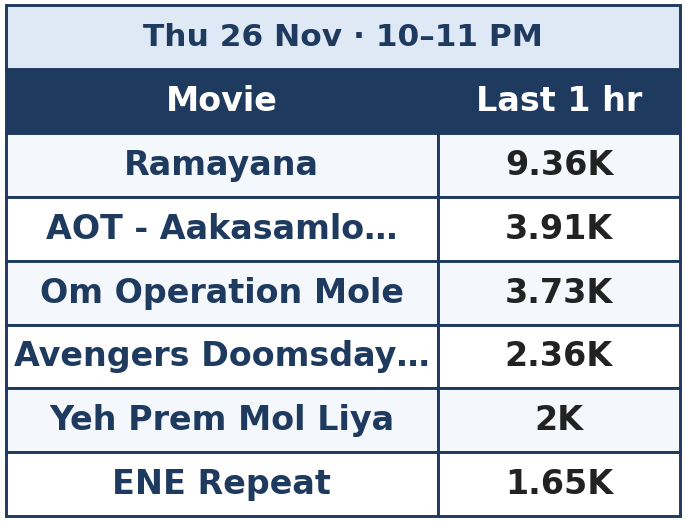 Thu 26 Nov · 10–11 PM
Movie Last 1 hr
Ramayana 9.36K
AOT - Aakasamlo... 3.91K
Om Operation Mole 3.73K
Avengers Doomsday... 2.36K
Yeh Prem Mol Liya 2K
ENE Repeat 1.65K